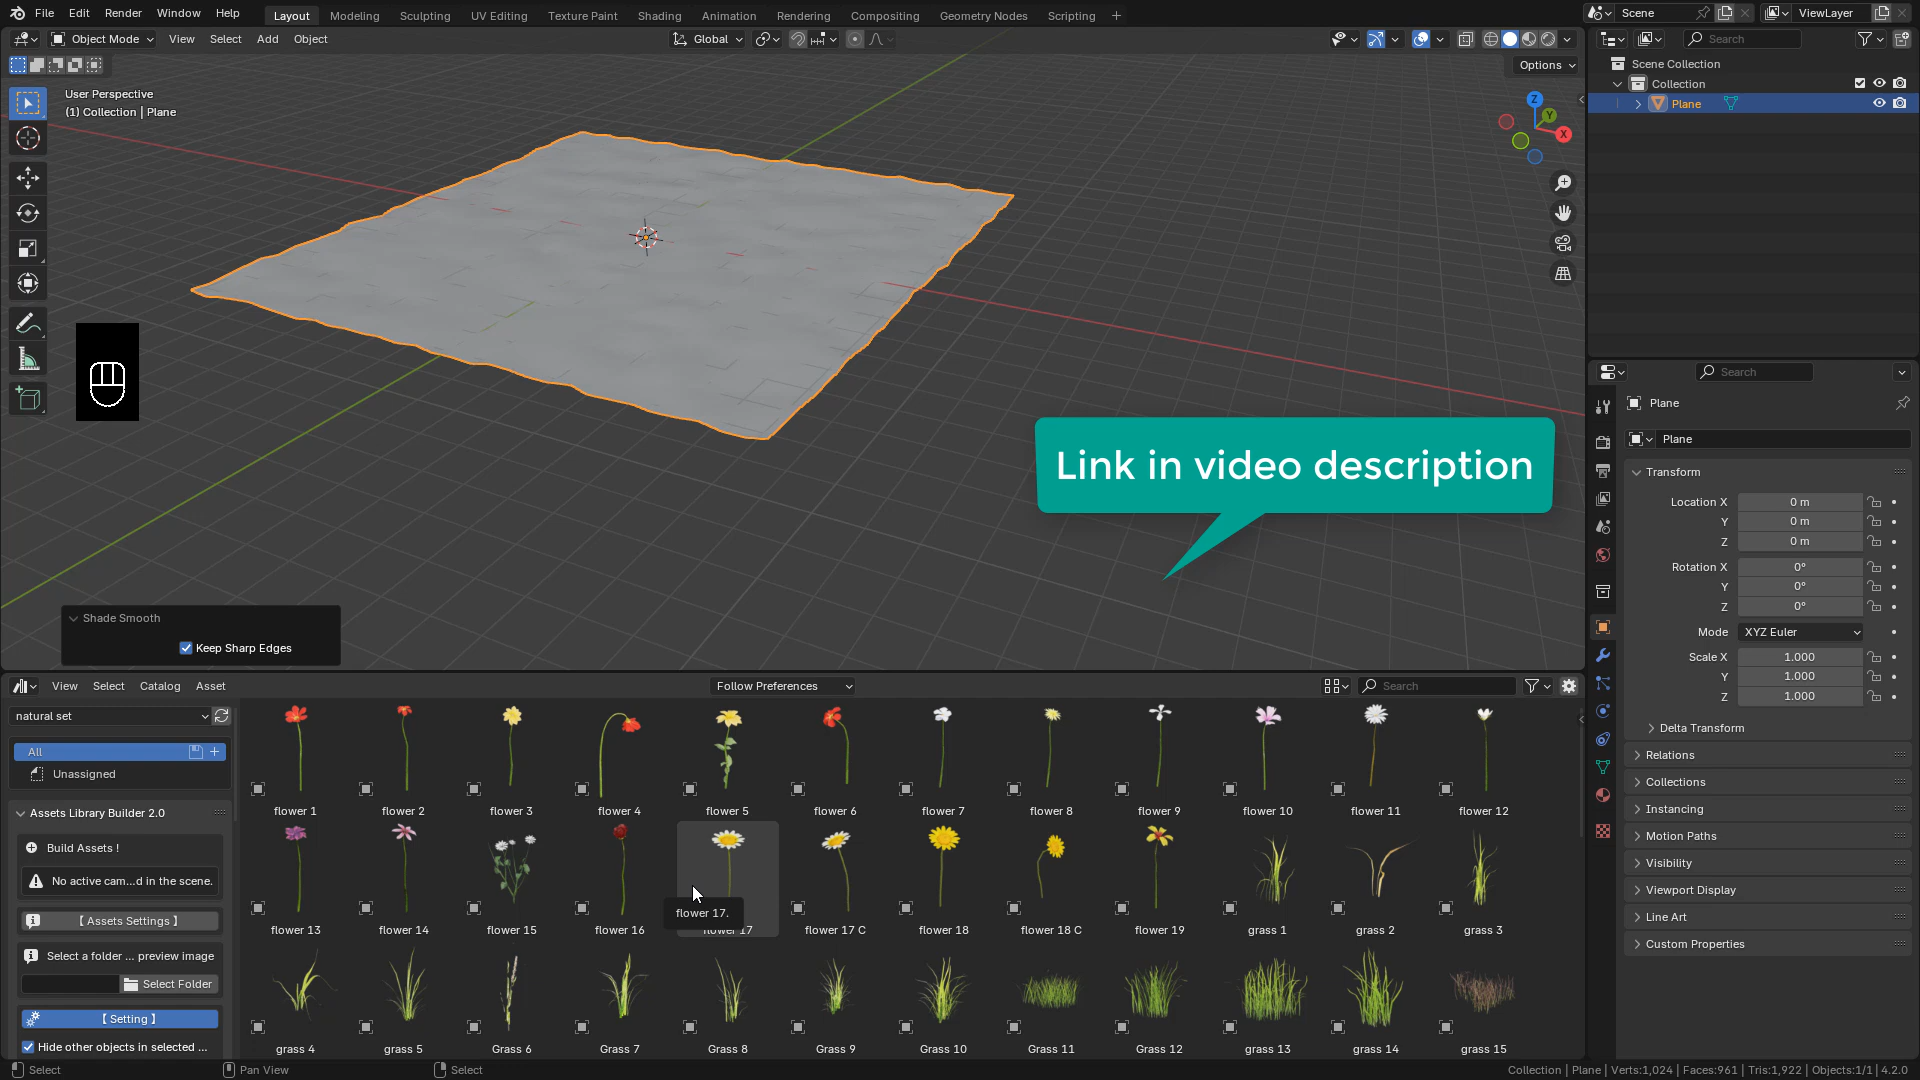 File Edit Render Window Help Layout Modeling Sculpting UV Editing Texture Paint Shading Animation Rendering Compositing Geometry Nodes Scripting + Scene ViewLayer
Object Mode View Select Add Object Global Search
Options
User Perspective
(1) Collection | Plane
Z
Y
X
Scene Collection
Collection
Plane
Link in video description
Shade Smooth
Keep Sharp Edges
Search
Plane
Plane
Transform
Location X 0 m
Y 0 m
Z 0 m
Rotation X 0°
Y 0°
Z 0°
Mode XYZ Euler
Scale X 1.000
Y 1.000
Z 1.000
Delta Transform
Relations
Collections
Instancing
Motion Paths
Visibility
Viewport Display
Line Art
Custom Properties
View Select Catalog Asset Follow Preferences Search
natural set
All
Unassigned
Assets Library Builder 2.0
Build Assets !
No active cam...d in the scene.
【 Assets Settings 】
Select a folder ... preview image
Select Folder
【 Setting 】
Hide other objects in selected ...
flower 1 flower 2 flower 3 flower 4 flower 5 flower 6 flower 7 flower 8 flower 9 flower 10 flower 11 flower 12
flower 17.
flower 13 flower 14 flower 15 flower 16 flower 17 flower 17 C flower 18 flower 18 C flower 19 grass 1 grass 2 grass 3
grass 4 grass 5 Grass 6 Grass 7 Grass 8 Grass 9 Grass 10 Grass 11 Grass 12 grass 13 grass 14 grass 15
Select Pan View Select Collection | Plane | Verts:1,024 | Faces:961 | Tris:1,922 | Objects:1/1 | 4.2.0